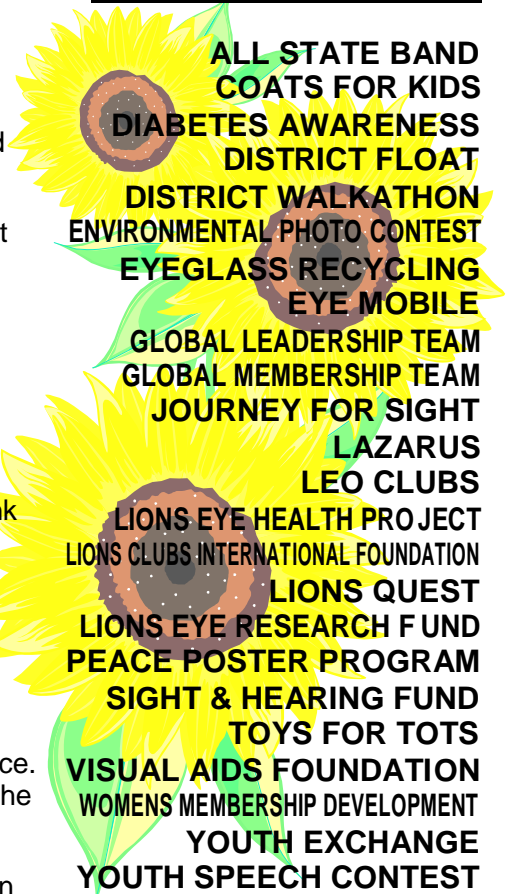 ALL STATE BAND
COATS FOR KIDS
DIABETES AWARENESS
DISTRICT FLOAT
DISTRICT WALKATHON
ENVIRONMENTAL PHOTO CONTEST
EYEGLASS RECYCLING
EYE MOBILE
GLOBAL LEADERSHIP TEAM
GLOBAL MEMBERSHIP TEAM
JOURNEY FOR SIGHT
LAZARUS
LEO CLUBS
LIONS EYE HEALTH PROJECT
LIONS CLUBS INTERNATIONAL FOUNDATION
LIONS QUEST
LIONS EYE RESEARCH FUND
PEACE POSTER PROGRAM
SIGHT & HEARING FUND
TOYS FOR TOTS
VISUAL AIDS FOUNDATION
WOMENS MEMBERSHIP DEVELOPMENT
YOUTH EXCHANGE
YOUTH SPEECH CONTEST